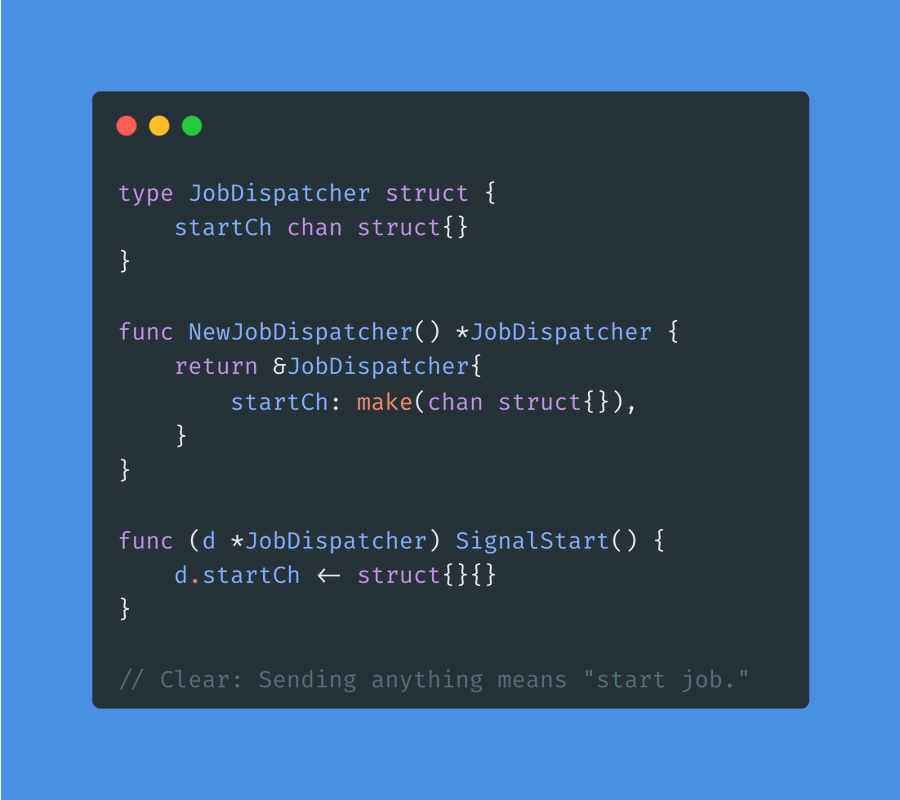 type JobDispatcher struct {
    startCh chan struct{}
}

func NewJobDispatcher() *JobDispatcher {
    return &JobDispatcher{
        startCh: make(chan struct{}),
    }
}

func (d *JobDispatcher) SignalStart() {
    d.startCh <- struct{}{}
}

// Clear: Sending anything means "start job."